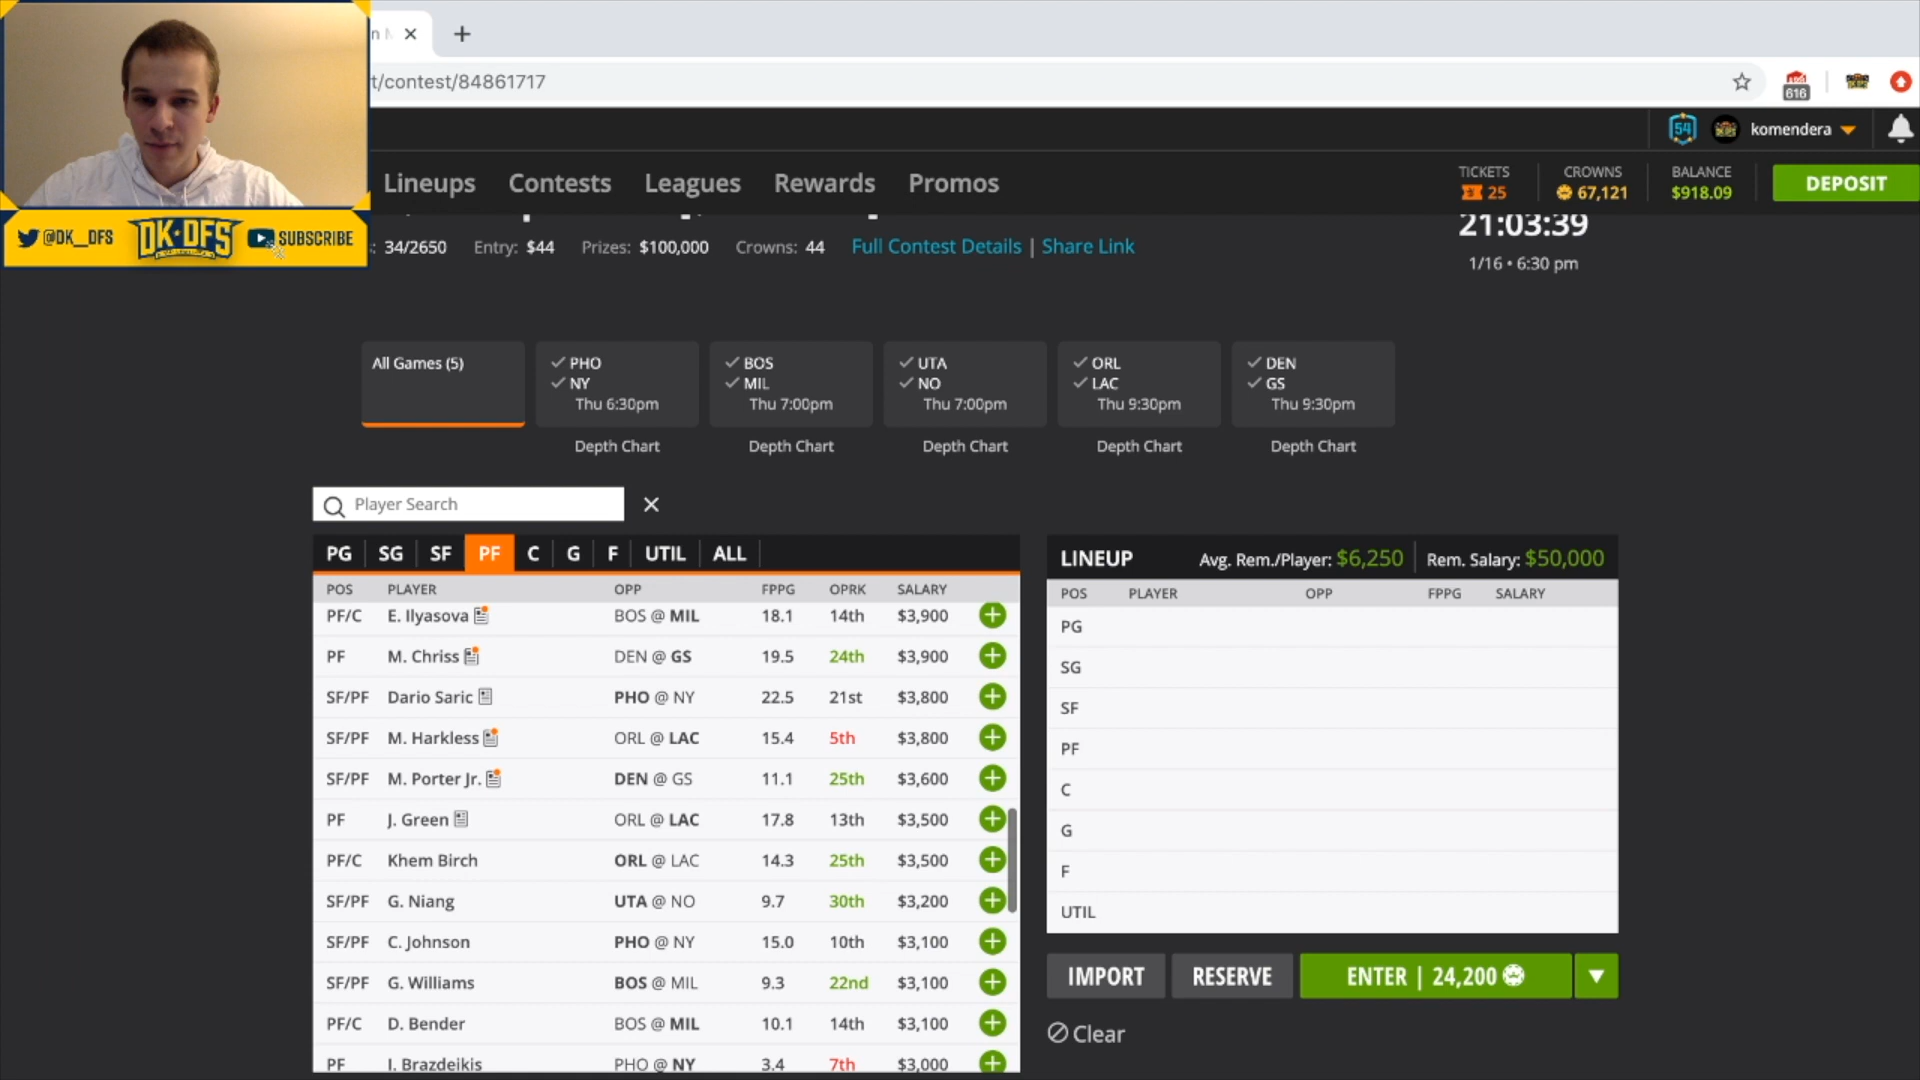 t/contest/84861717
616
54 komendera
Lineups Contests Leagues Rewards Promos
TICKETS 25 CROWNS 67,121 BALANCE $918.09 DEPOSIT
@DK__DFS DK DFS SUBSCRIBE
34/2650 Entry: $44 Prizes: $100,000 Crowns: 44 Full Contest Details | Share Link
21:03:39
1/16 • 6:30 pm
All Games (5)
PHO
NY
Thu 6:30pm
Depth Chart
BOS
MIL
Thu 7:00pm
Depth Chart
UTA
NO
Thu 7:00pm
Depth Chart
ORL
LAC
Thu 9:30pm
Depth Chart
DEN
GS
Thu 9:30pm
Depth Chart
Player Search
PG SG SF PF C G F UTIL ALL
POS PLAYER OPP FPPG OPRK SALARY
PF/C E. Ilyasova BOS @ MIL 18.1 14th $3,900
PF M. Chriss DEN @ GS 19.5 24th $3,900
SF/PF Dario Saric PHO @ NY 22.5 21st $3,800
SF/PF M. Harkless ORL @ LAC 15.4 5th $3,800
SF/PF M. Porter Jr. DEN @ GS 11.1 25th $3,600
PF J. Green ORL @ LAC 17.8 13th $3,500
PF/C Khem Birch ORL @ LAC 14.3 25th $3,500
SF/PF G. Niang UTA @ NO 9.7 30th $3,200
SF/PF C. Johnson PHO @ NY 15.0 10th $3,100
SF/PF G. Williams BOS @ MIL 9.3 22nd $3,100
PF/C D. Bender BOS @ MIL 10.1 14th $3,100
PF I. Brazdeikis PHO @ NY 3.4 7th $3,000
LINEUP Avg. Rem./Player: $6,250 Rem. Salary: $50,000
POS PLAYER OPP FPPG SALARY
PG
SG
SF
PF
C
G
F
UTIL
IMPORT RESERVE ENTER | 24,200
Clear